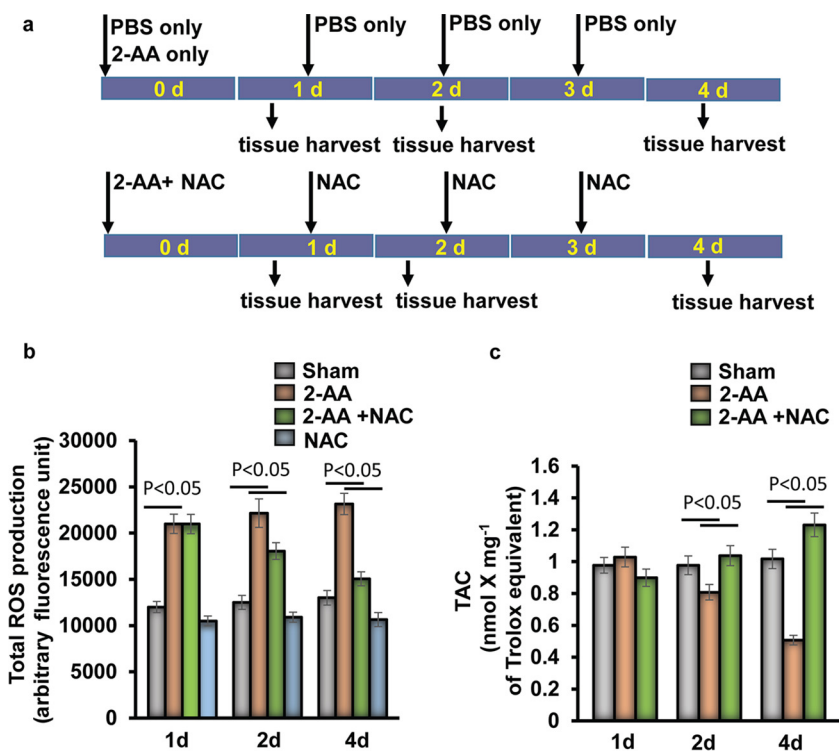 a
PBS only
2-AA only
PBS only
PBS only
PBS only
0 d
1 d
2 d
3 d
4 d
tissue harvest
tissue harvest
tissue harvest
2-AA+ NAC
NAC
NAC
NAC
0 d
1 d
2 d
3 d
4 d
tissue harvest
tissue harvest
tissue harvest
b
Sham
2-AA
2-AA +NAC
NAC
Total ROS production
(arbitrary fluorescence unit)
30000
25000
20000
15000
10000
5000
0
P<0.05
P<0.05
P<0.05
1d
2d
4d
c
Sham
2-AA
2-AA +NAC
TAC
(nmol X mg-1
of Trolox equivalent)
1.6
1.4
1.2
1
0.8
0.6
0.4
0.2
0
P<0.05
P<0.05
1d
2d
4d